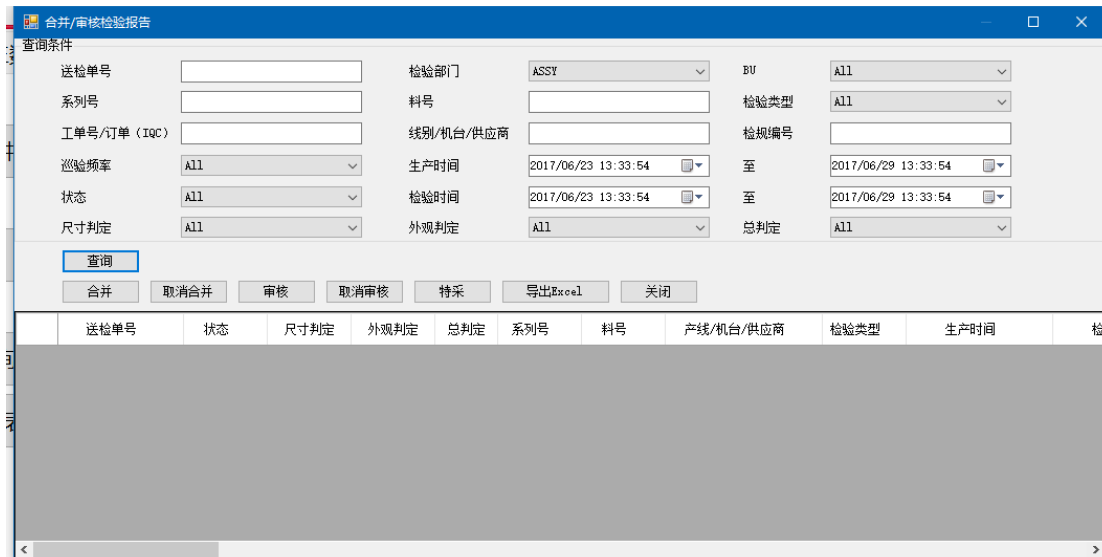 合并/审核检验报告
查询条件
送检单号 检验部门 ASSY BU All
系列号 料号 检验类型 All
工单号/订单（IQC） 线别/机台/供应商 检规编号
巡验频率 All 生产时间 2017/06/23 13:33:54 至 2017/06/29 13:33:54
状态 All 检验时间 2017/06/23 13:33:54 至 2017/06/29 13:33:54
尺寸判定 All 外观判定 All 总判定 All
查询
合并 取消合并 审核 取消审核 特采 导出Excel 关闭
送检单号 状态 尺寸判定 外观判定 总判定 系列号 料号 产线/机台/供应商 检验类型 生产时间